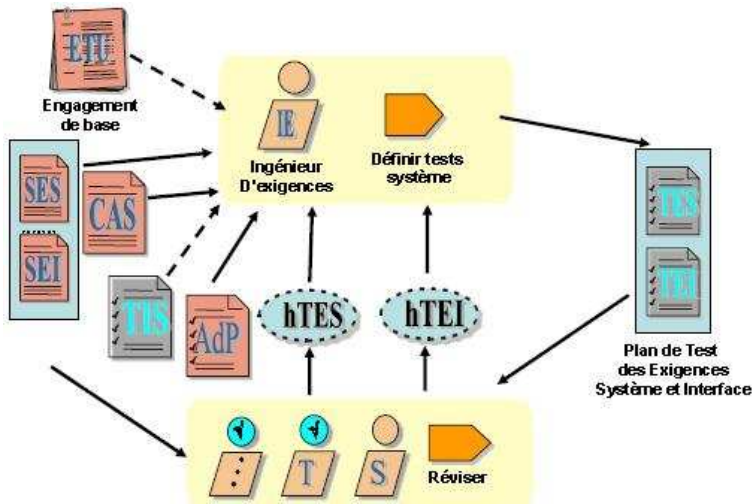 ETU
Engagement
de base
IE
Ingénieur
D'exigences
Définir tests
système
SES
CAS
SEI
TIS
AdP
hTES
hTEI
TES
TEI
Plan de Test
des Exigences
Système et Interface
T
S
Réviser